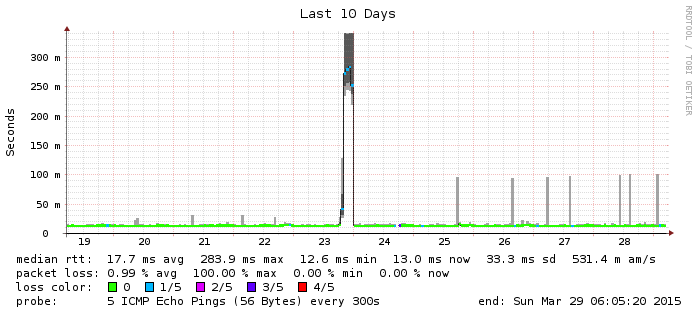 Last 10 Days
RRDTOOL / TOBI OETIKER
Seconds
300 m
250 m
200 m
150 m
100 m
50 m
0
19 20 21 22 23 24 25 26 27 28
median rtt: 17.7 ms avg 283.9 ms max 12.6 ms min 13.0 ms now 33.3 ms sd 531.4 m am/s
packet loss: 0.99 % avg 100.00 % max 0.00 % min 0.00 % now
loss color: 0 1/5 2/5 3/5 4/5
probe: 5 ICMP Echo Pings (56 Bytes) every 300s end: Sun Mar 29 06:05:20 2015